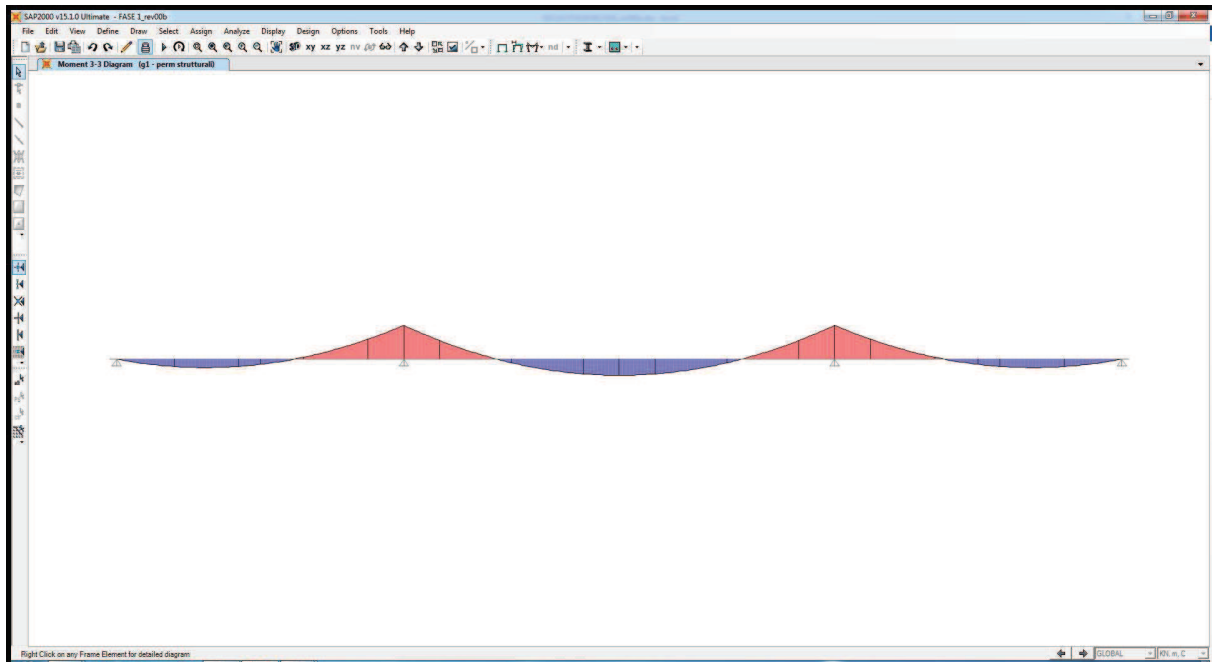 SAP2000 v15.1.0 Ultimate - FASE 1_rev00b
File Edit View Define Draw Select Assign Analyze Display Design Options Tools Help
xy xz yz nv nd
Moment 3-3 Diagram (g1 - perm strutturali)
Right Click on any Frame Element for detailed diagram
GLOBAL
KN, m, C